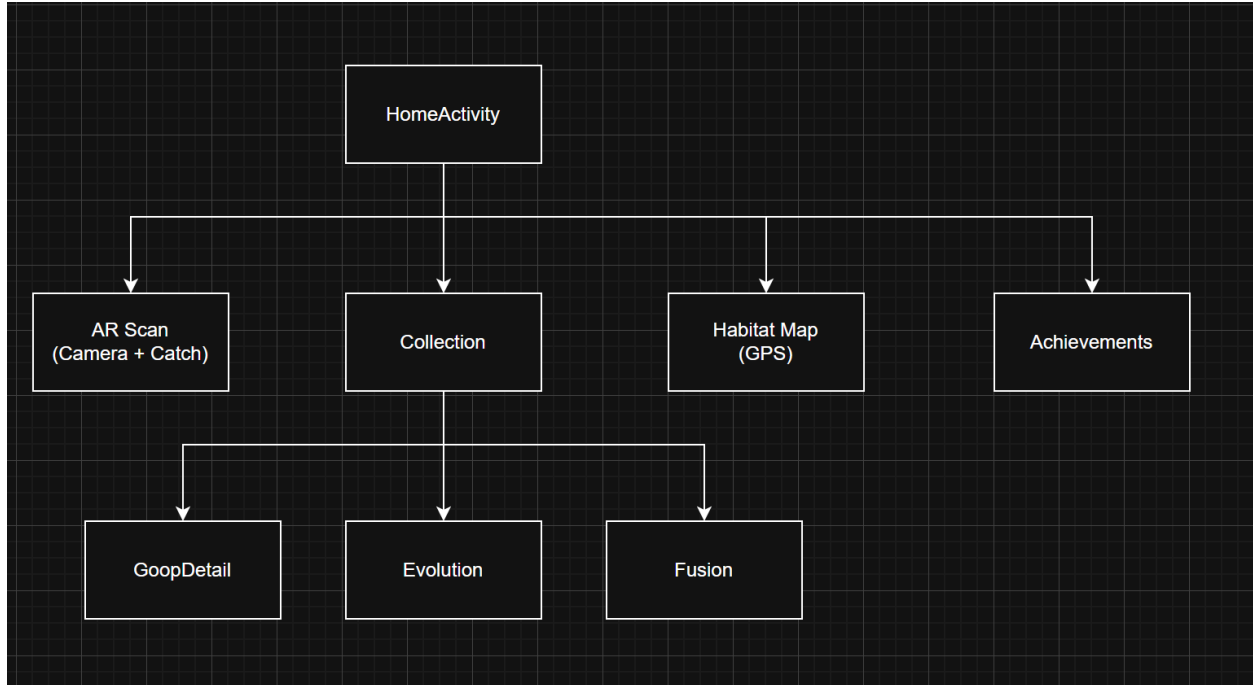 HomeActivity
AR Scan
(Camera + Catch)
Collection
Habitat Map
(GPS)
Achievements
GoopDetail
Evolution
Fusion